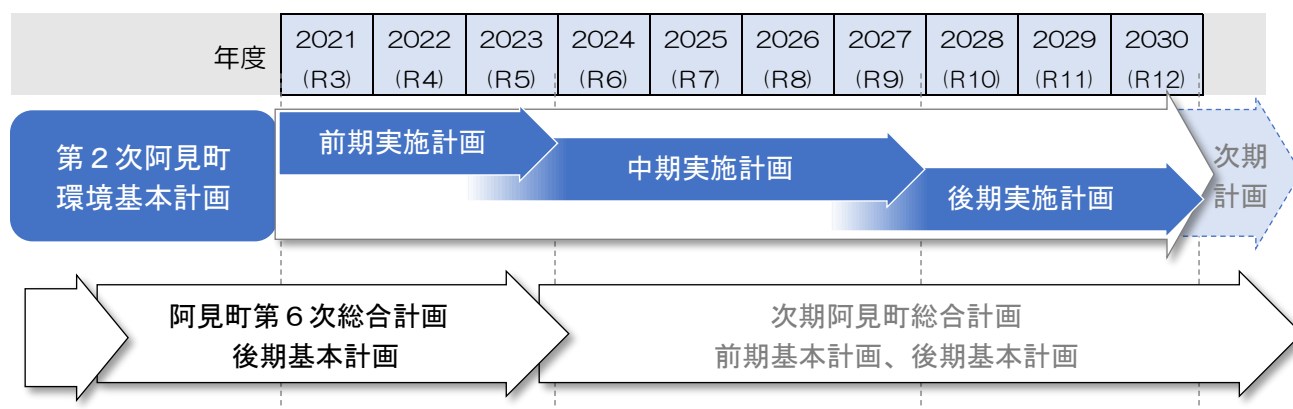 年度
2021 2022 2023 2024 2025 2026 2027 2028 2029 2030
(R3) (R4) (R5) (R6) (R7) (R8) (R9) (R10) (R11) (R12)
第2次阿見町
環境基本計画
前期実施計画
中期実施計画
後期実施計画
次期
計画
阿見町第6次総合計画
後期基本計画
次期阿見町総合計画
前期基本計画、後期基本計画